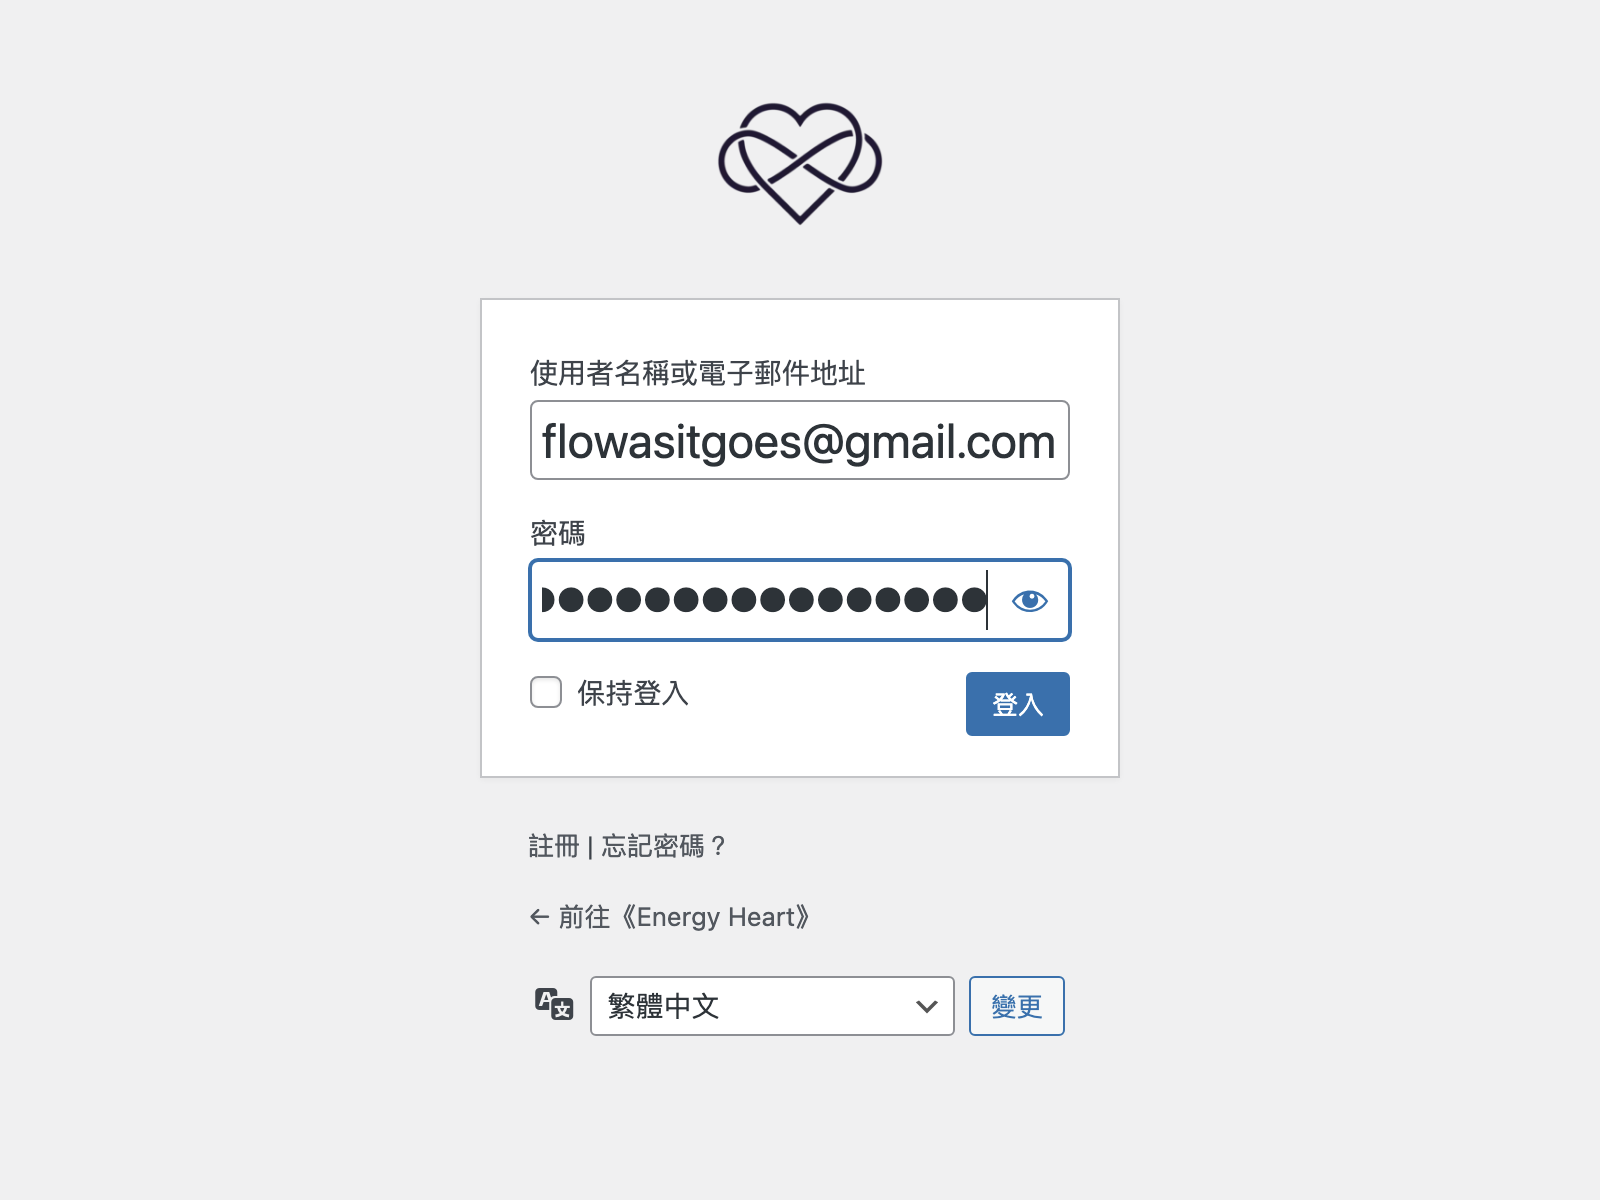 使用者名稱或電子郵件地址
flowasitgoes@gmail.com
密碼
保持登入
登入
註冊 | 忘記密碼？
← 前往《Energy Heart》
A文
繁體中文
變更